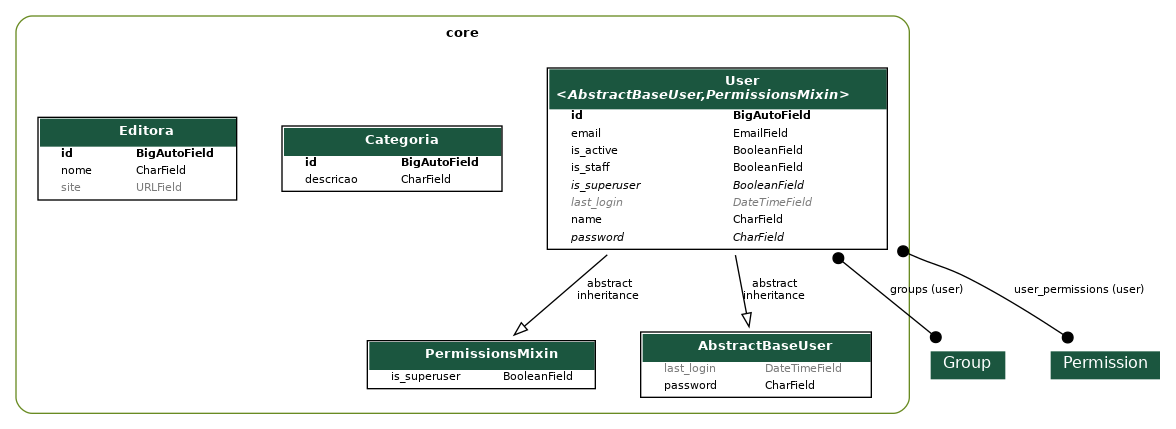 core
Editora
id BigAutoField
nome CharField
site URLField
Categoria
id BigAutoField
descricao CharField
User
<AbstractBaseUser,PermissionsMixin>
id BigAutoField
email EmailField
is_active BooleanField
is_staff BooleanField
is_superuser BooleanField
last_login DateTimeField
name CharField
password CharField
abstract
inheritance
abstract
inheritance
groups (user)
user_permissions (user)
PermissionsMixin
is_superuser BooleanField
AbstractBaseUser
last_login DateTimeField
password CharField
Group
Permission